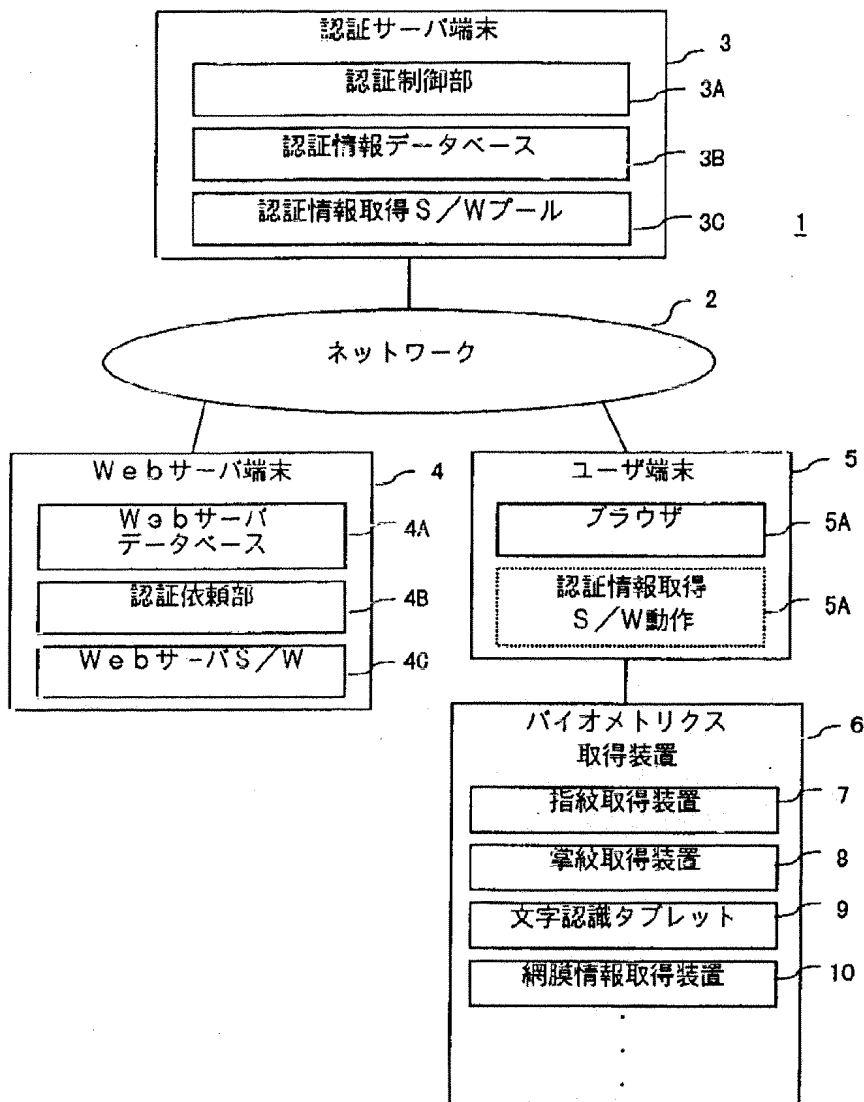 認証サーバ端末
3
認証制御部
3A
認証情報データベース
3B
認証情報取得S/Wプール
3C
1
2
ネットワーク
Webサーバ端末
4
Webサーバ
データベース
4A
認証依頼部
4B
WebサーバS/W
4C
ユーザ端末
5
ブラウザ
5A
認証情報取得
S/W動作
5A
バイオメトリクス
取得装置
6
指紋取得装置
7
掌紋取得装置
8
文字認識タブレット
9
網膜情報取得装置
10